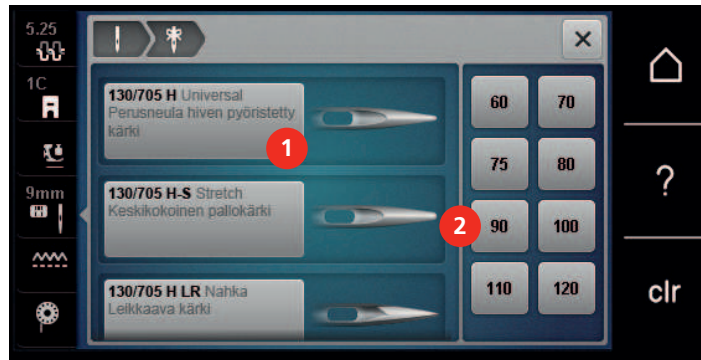 5.25
1C
9mm
130/705 H Universal
Perusneula hiven pyöristetty
kärki
1
130/705 H-S Stretch
Keskikokoinen pallokärki
2
130/705 H LR Nahka
Leikkaava kärki
60 70
75 80
90 100
110 120
?
clr